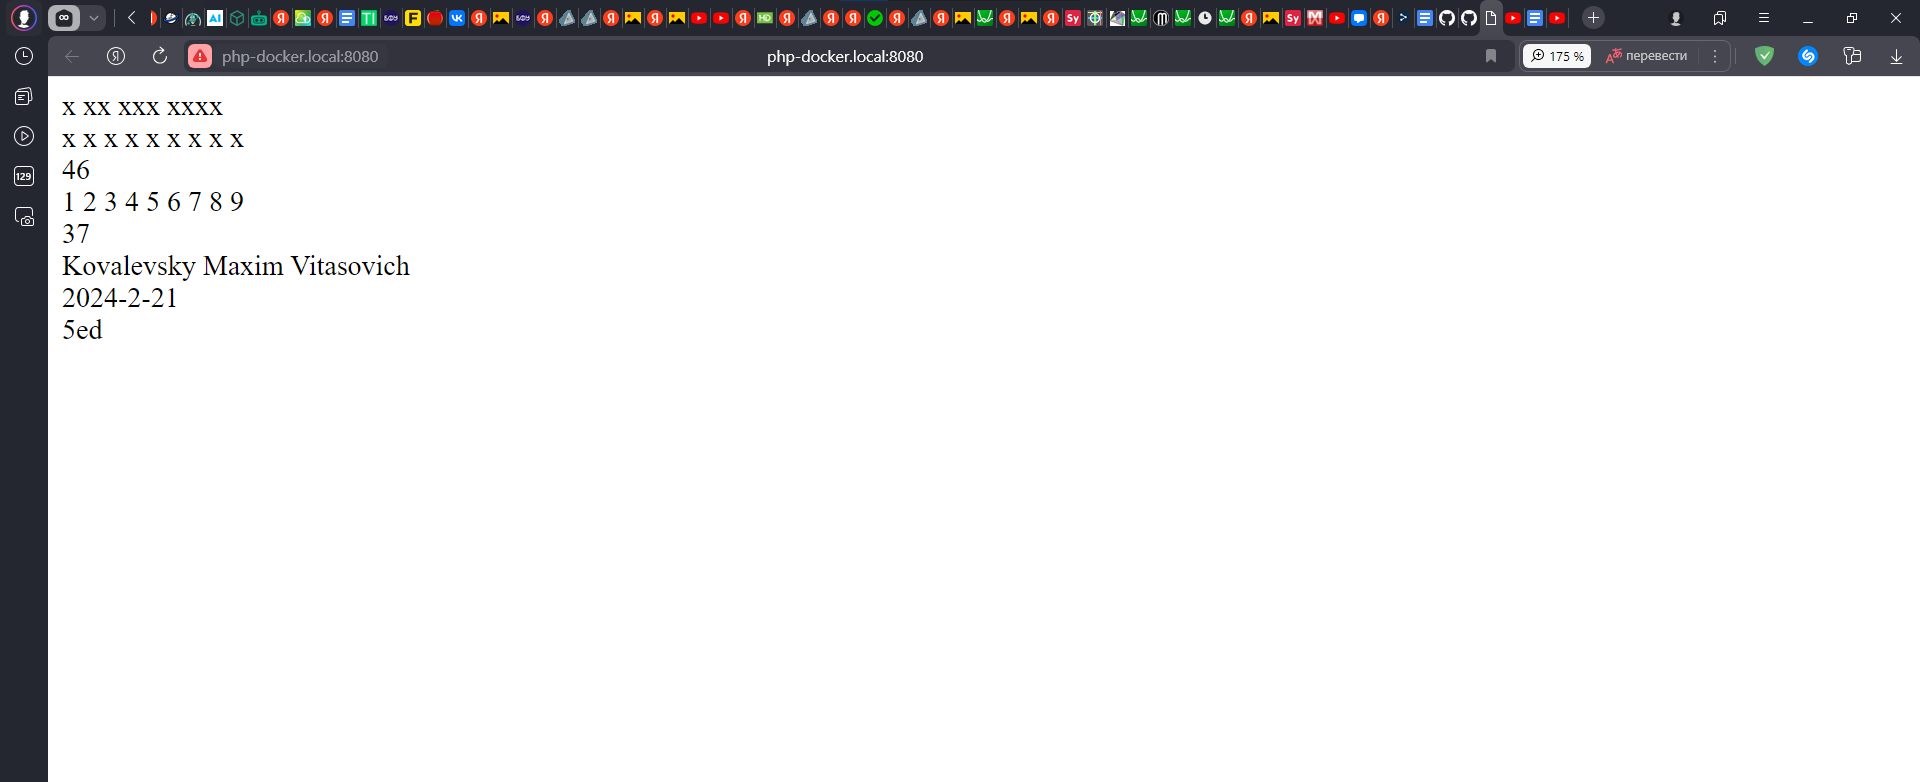 php-docker.local:8080
php-docker.local:8080
175 %
перевести
129
x xx xxx xxxx
x x x x x x x x x
46
1 2 3 4 5 6 7 8 9
37
Kovalevsky Maxim Vitasovich
2024-2-21
5ed